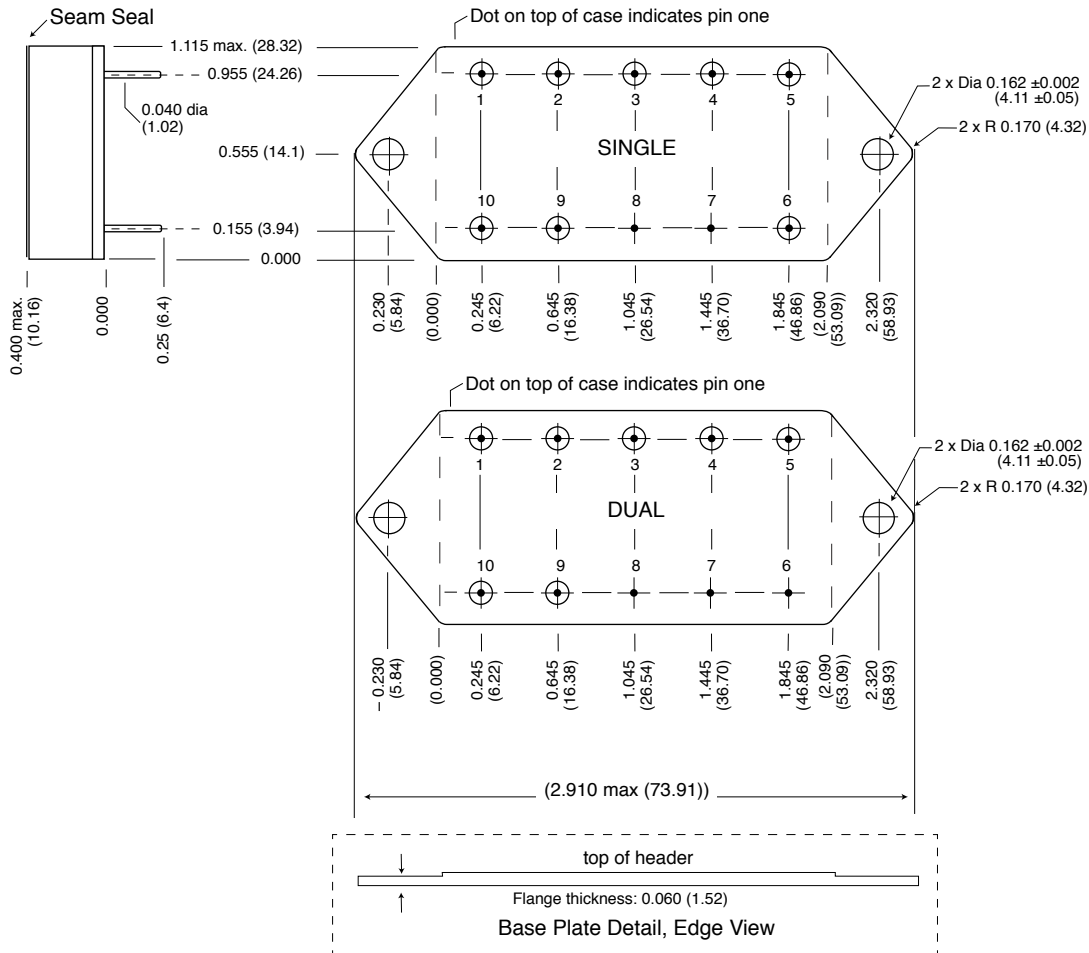 Seam Seal
Dot on top of case indicates pin one
1.115 max. (28.32)
0.955 (24.26)
0.040 dia
(1.02)
0.555 (14.1)
0.155 (3.94)
0.000
0.400 max.
(10.16)
0.000
0.25 (6.4)
1 2 3 4 5
SINGLE
10 9 8 7 6
2 x Dia 0.162 ±0.002
(4.11 ±0.05)
2 x R 0.170 (4.32)
0.230
(5.84)
(0.000)
0.245
(6.22)
0.645
(16.38)
1.045
(26.54)
1.445
(36.70)
1.845
(46.86)
(2.090
(53.09))
2.320
(58.93)
Dot on top of case indicates pin one
1 2 3 4 5
DUAL
10 9 8 7 6
2 x Dia 0.162 ±0.002
(4.11 ±0.05)
2 x R 0.170 (4.32)
0.230
(5.84)
(0.000)
0.245
(6.22)
0.645
(16.38)
1.045
(26.54)
1.445
(36.70)
1.845
(46.86)
(2.090
(53.09))
2.320
(58.93)
(2.910 max (73.91))
top of header
Flange thickness: 0.060 (1.52)
Base Plate Detail, Edge View